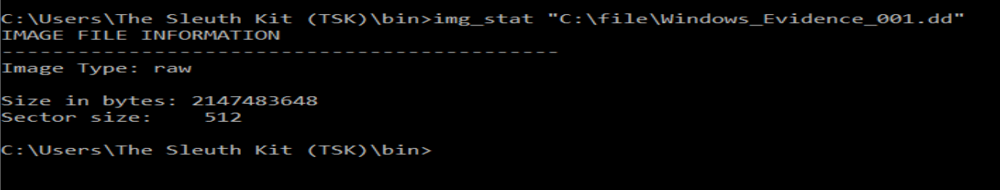 C:\Users\The Sleuth Kit (TSK)\bin>img_stat "C:\file\Windows_Evidence_001.dd"
IMAGE FILE INFORMATION
----------------------------------------------
Image Type: raw
Size in bytes: 2147483648
Sector size:    512
C:\Users\The Sleuth Kit (TSK)\bin>